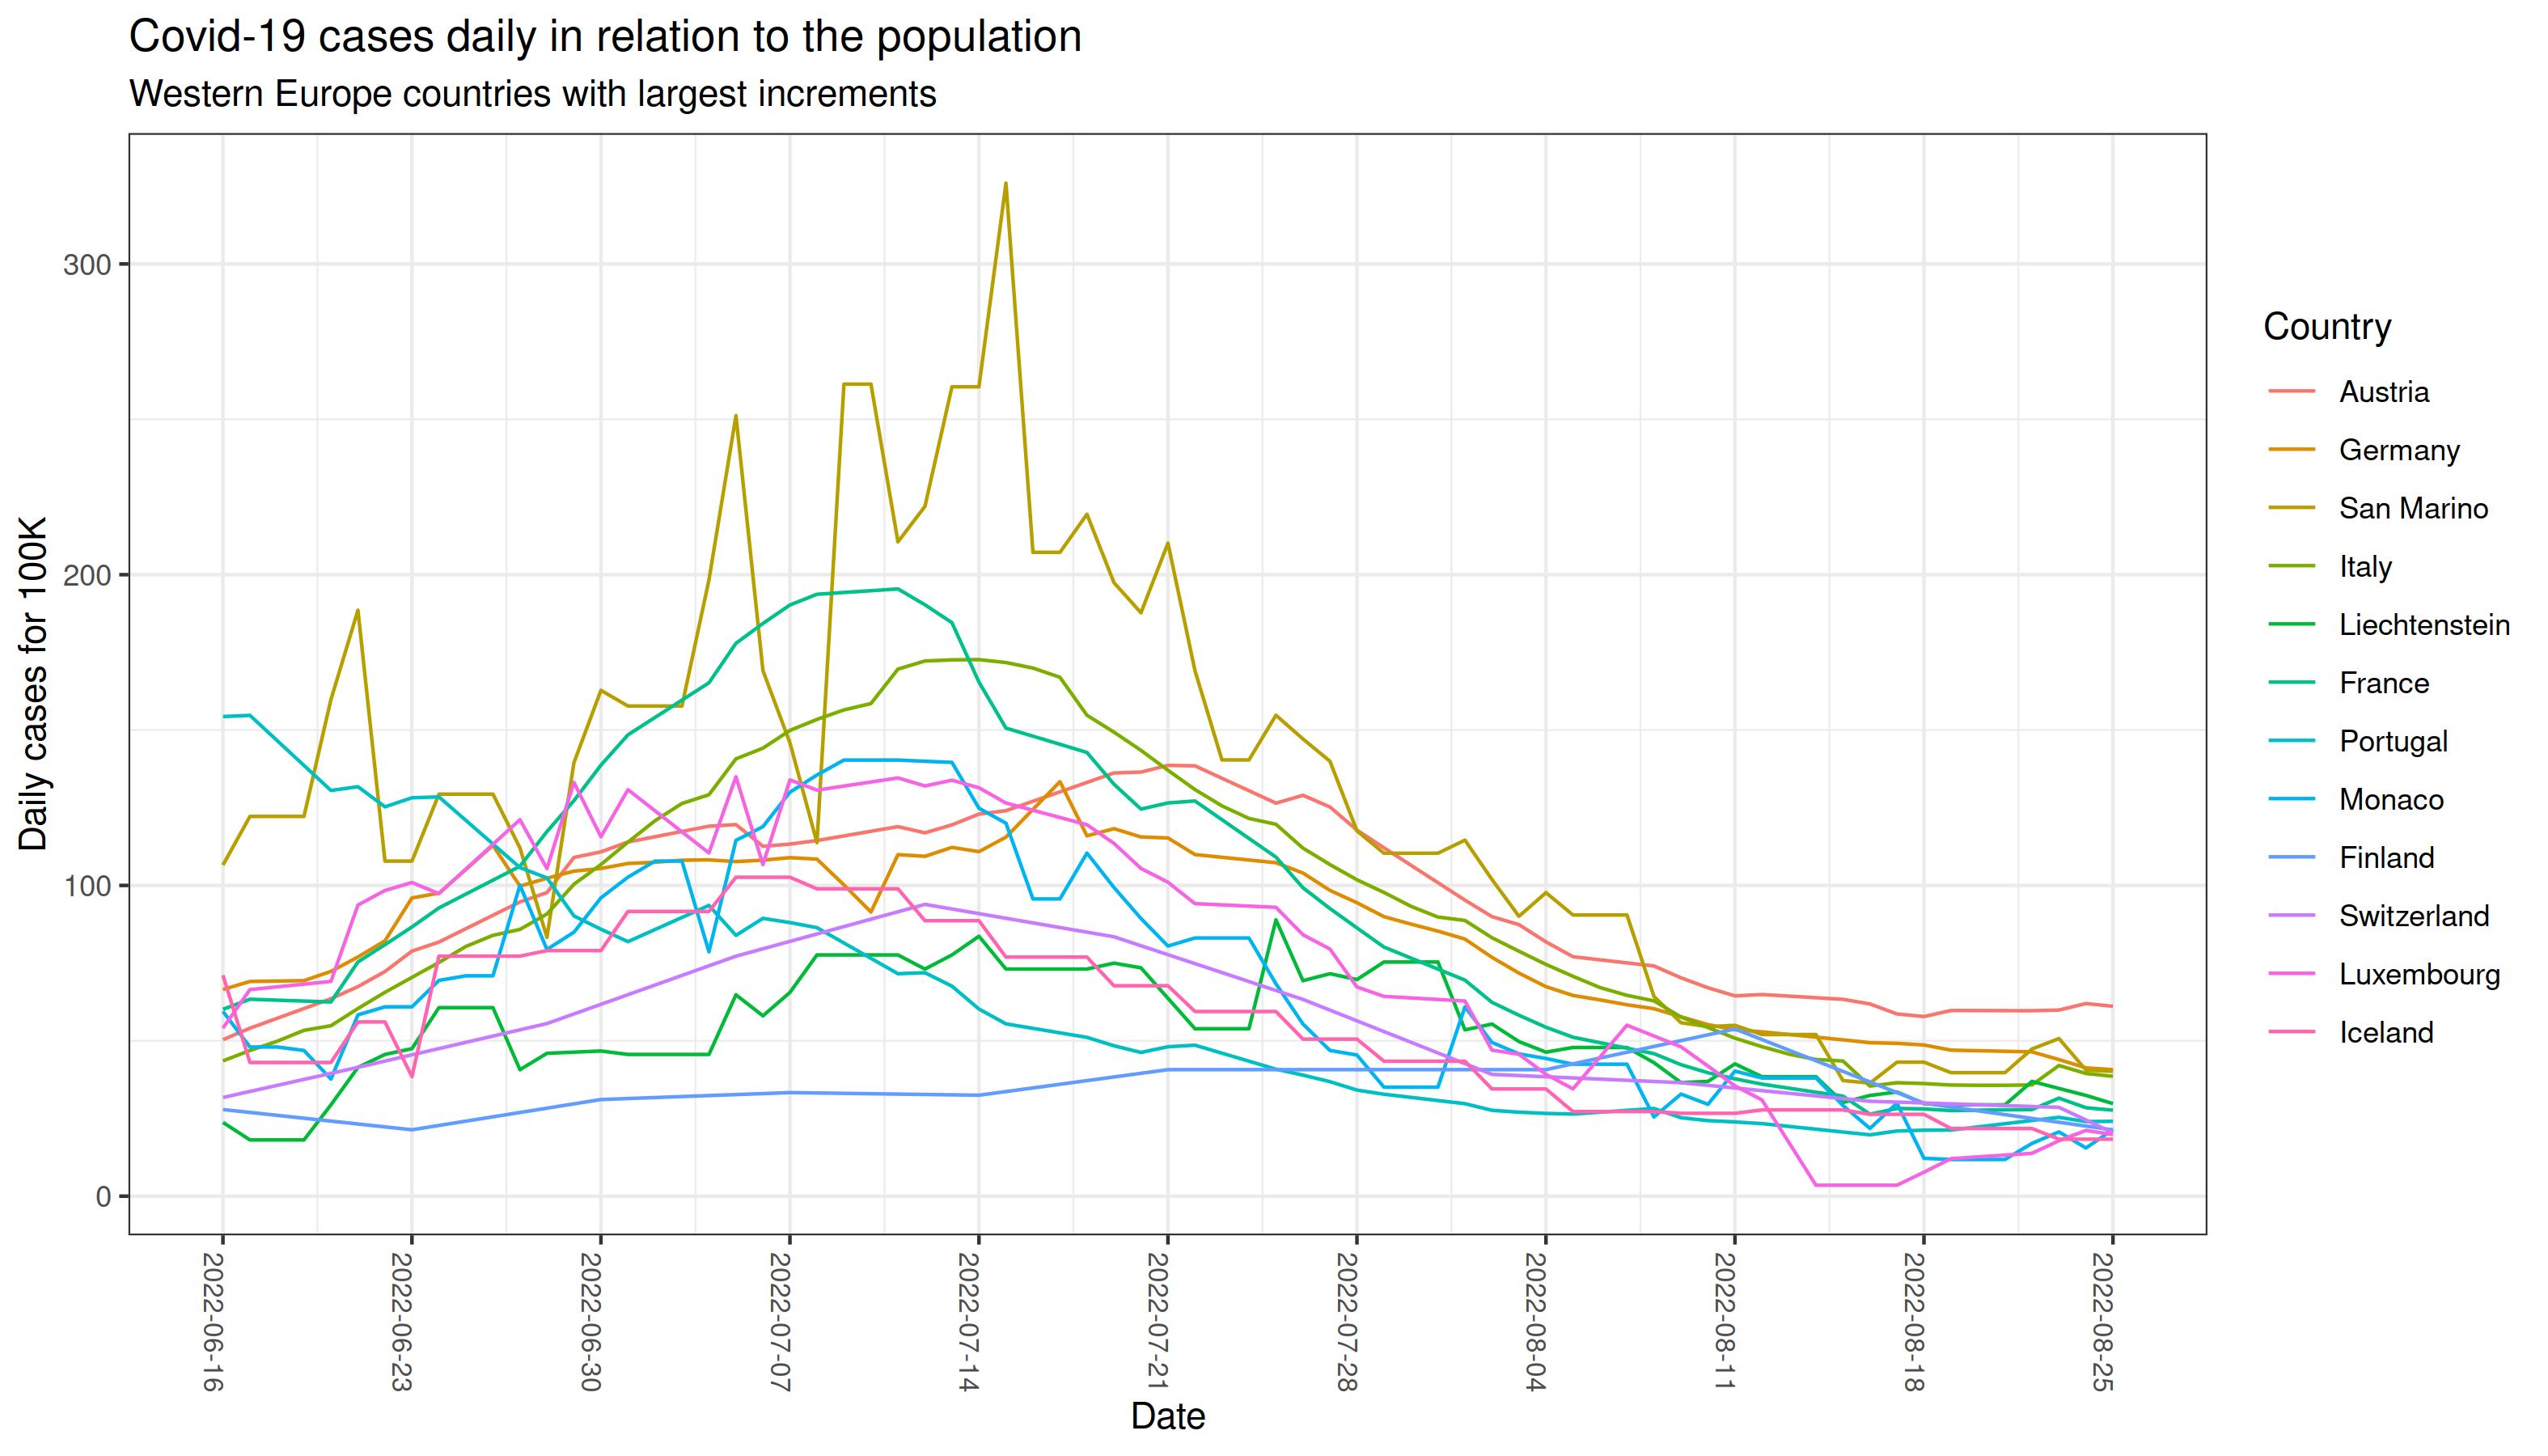 Covid-19 cases daily in relation to the population
Western Europe countries with largest increments
Daily cases for 100K
300
200
100
0
2022-06-16
2022-06-23
2022-06-30
2022-07-07
2022-07-14
2022-07-21
2022-07-28
2022-08-04
2022-08-11
2022-08-18
2022-08-25
Date
Country
Austria
Germany
San Marino
Italy
Liechtenstein
France
Portugal
Monaco
Finland
Switzerland
Luxembourg
Iceland